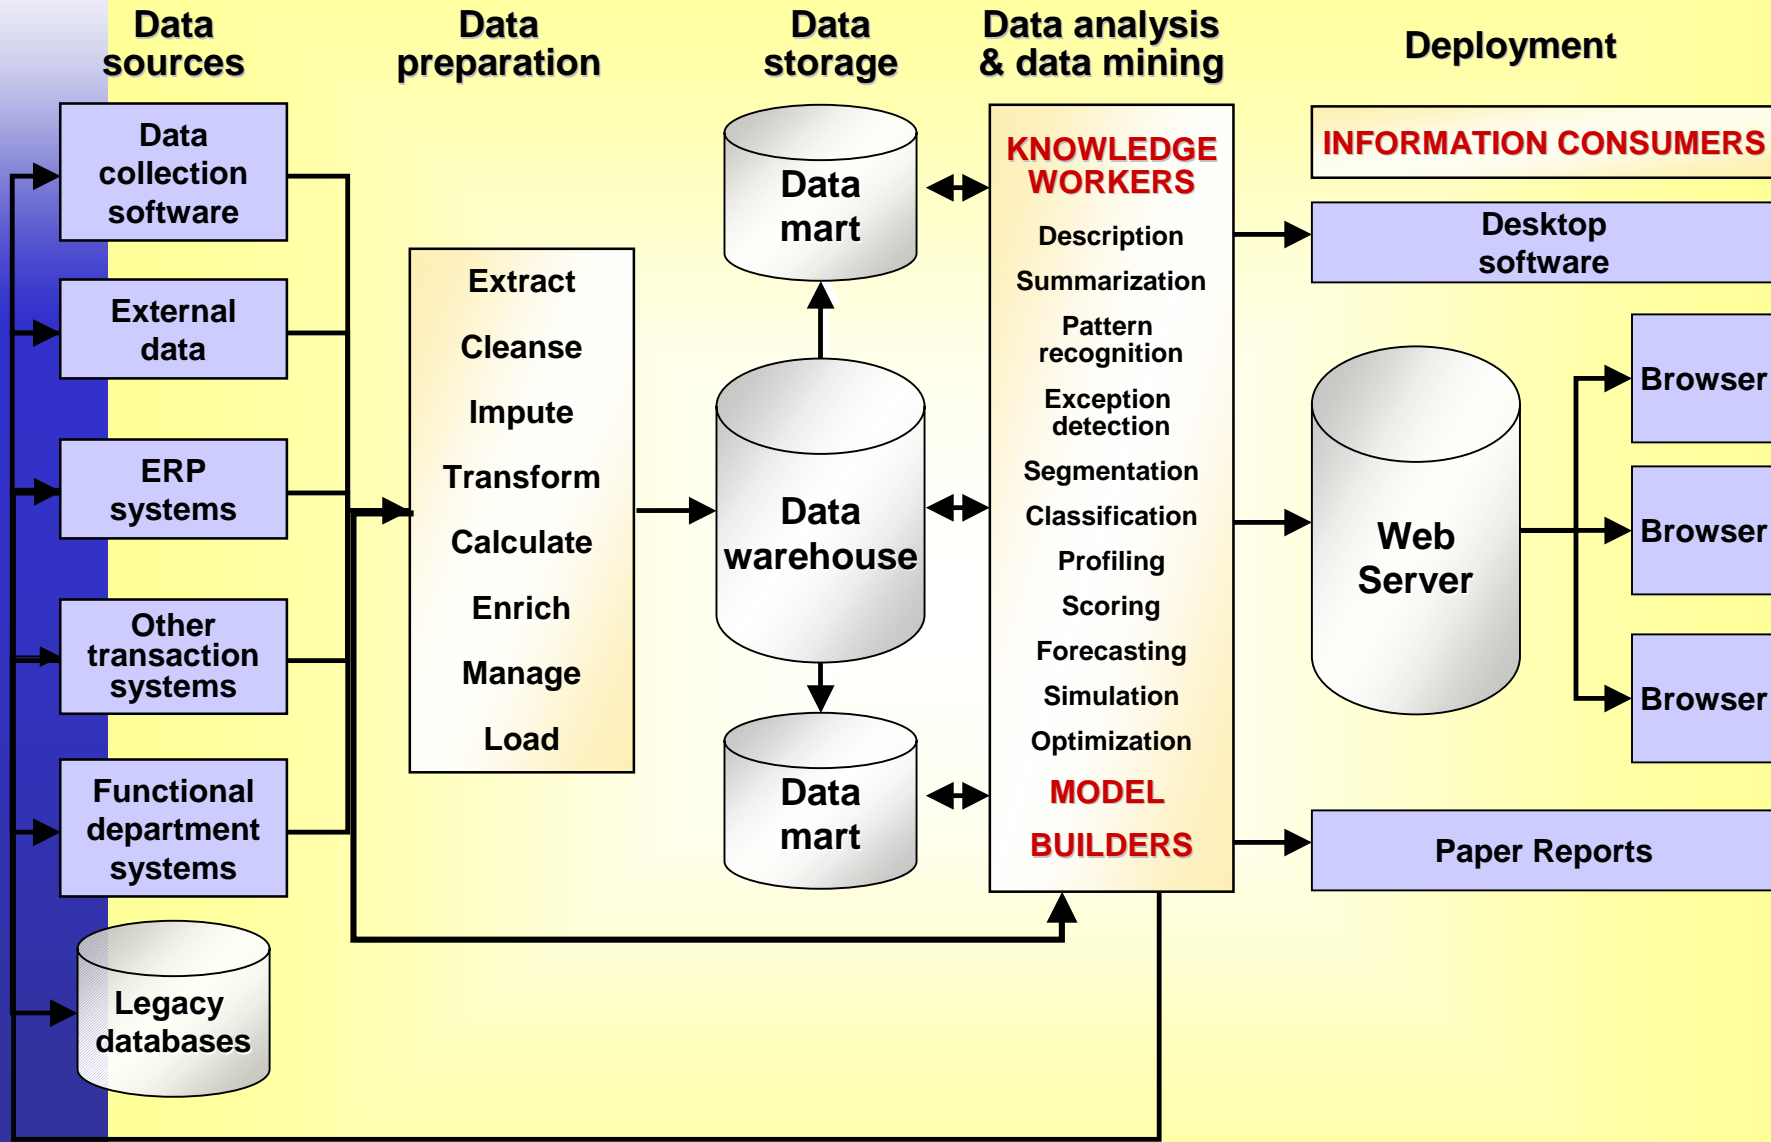 Data
sources
Data
preparation
Data
storage
Data analysis
& data mining
Deployment
Data
collection
software
External
data
ERP
systems
Other
transaction
systems
Functional
department
systems
Legacy
databases
Extract
Cleanse
Impute
Transform
Calculate
Enrich
Manage
Load
Data
mart
Data
warehouse
Data
mart
KNOWLEDGE
WORKERS
Description
Summarization
Pattern
recognition
Exception
detection
Segmentation
Classification
Profiling
Scoring
Forecasting
Simulation
Optimization
MODEL
BUILDERS
INFORMATION CONSUMERS
Desktop
software
Web
Server
Browser
Browser
Browser
Paper Reports